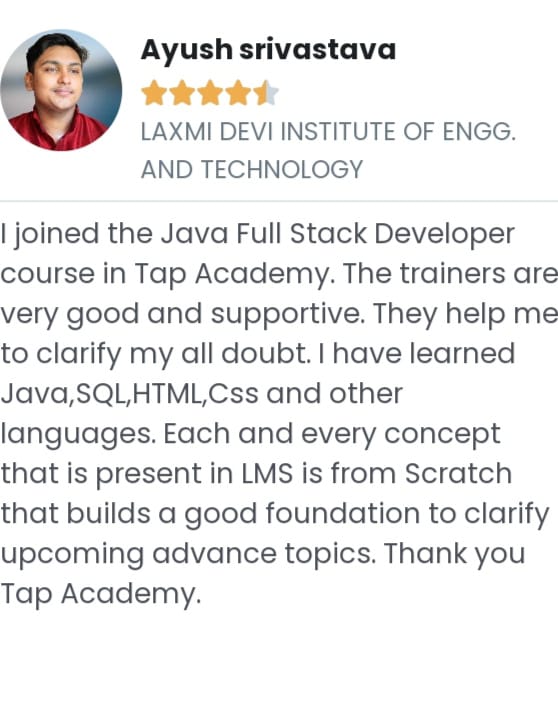 Ayush srivastava
LAXMI DEVI INSTITUTE OF ENGG.
AND TECHNOLOGY
I joined the Java Full Stack Developer
course in Tap Academy. The trainers are
very good and supportive. They help me
to clarify my all doubt. I have learned
Java,SQL,HTML,Css and other
languages. Each and every concept
that is present in LMS is from Scratch
that builds a good foundation to clarify
upcoming advance topics. Thank you
Tap Academy.